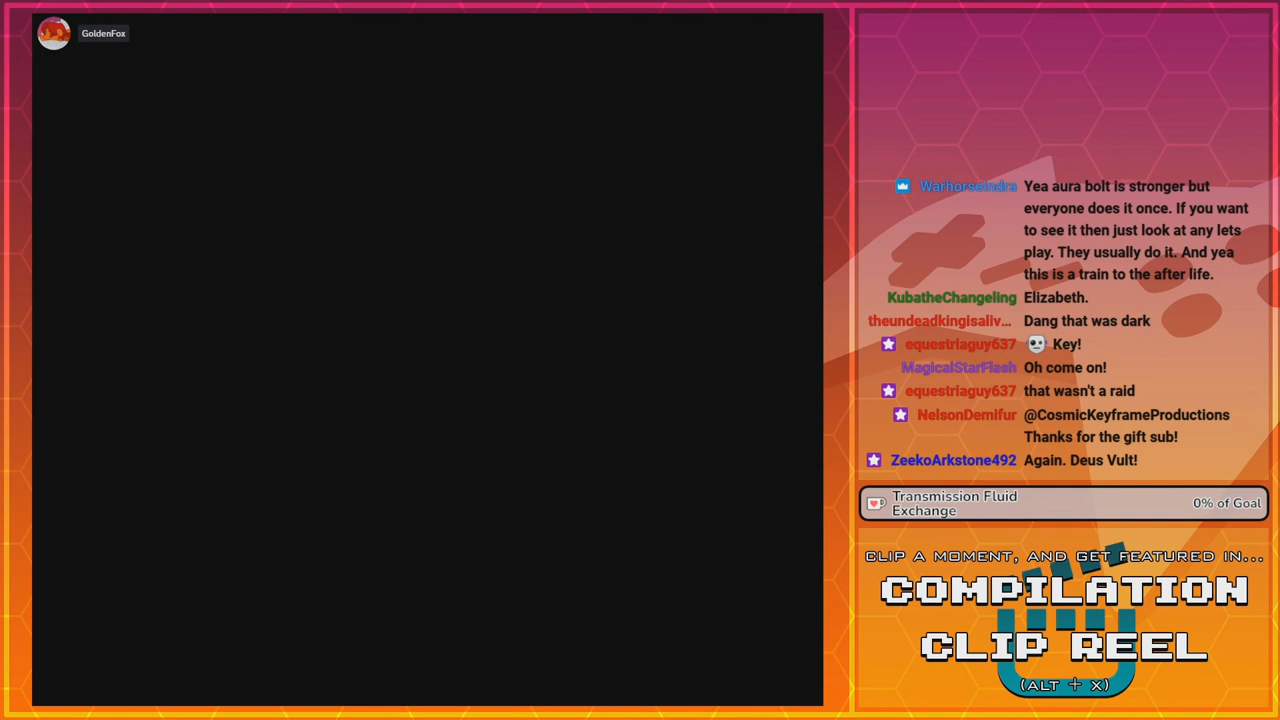 GoldenFox
WarhorseIndra Yea aura bolt is stronger but
everyone does it once. If you want
to see it then just look at any lets
play. They usually do it. And yea
this is a train to the after life.
KubatheChangeling Elizabeth.
theundeadkingisaliv... Dang that was dark
equestriaguy637 Key!
MagicalStarFlash Oh come on!
equestriaguy637 that wasn't a raid
NelsonDemifur @CosmicKeyframeProductions
Thanks for the gift sub!
ZeekoArkstone492 Again. Deus Vult!
Transmission Fluid
Exchange
0% of Goal
CLIP A MOMENT, AND GET FEATURED IN...
COMPILATION
CLIP REEL
(ALT + X)